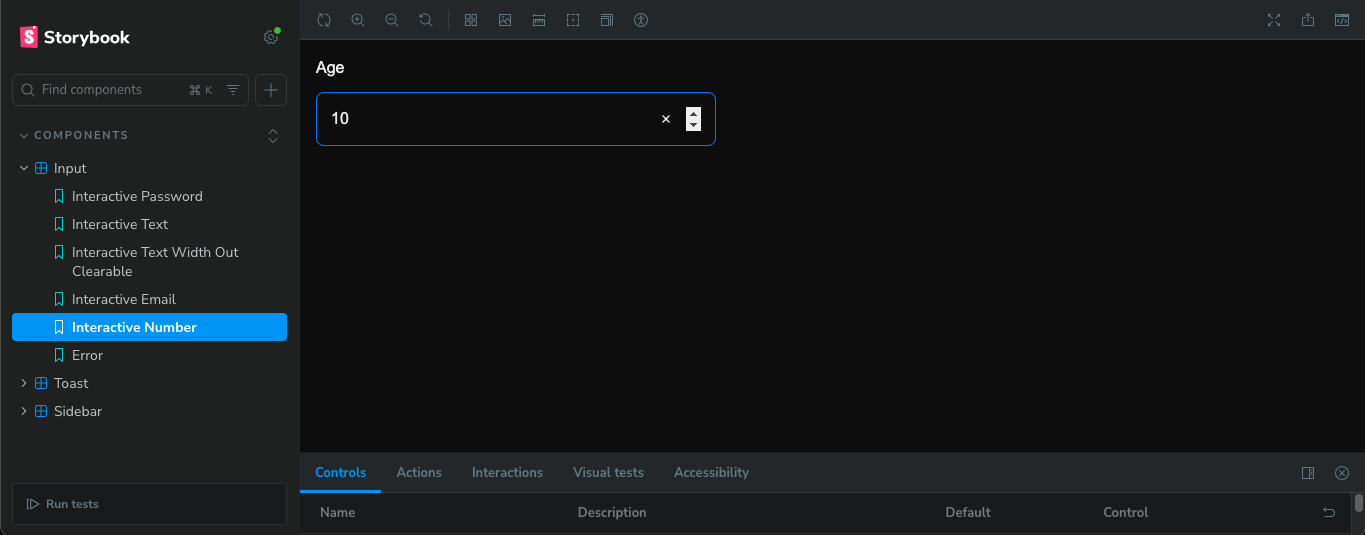 Storybook
Find components
⌘ K
COMPONENTS
Input
Interactive Password
Interactive Text
Interactive Text Width Out
Clearable
Interactive Email
Interactive Number
Error
Toast
Sidebar
Run tests
Age
10
Controls Actions Interactions Visual tests Accessibility
Name Description Default Control